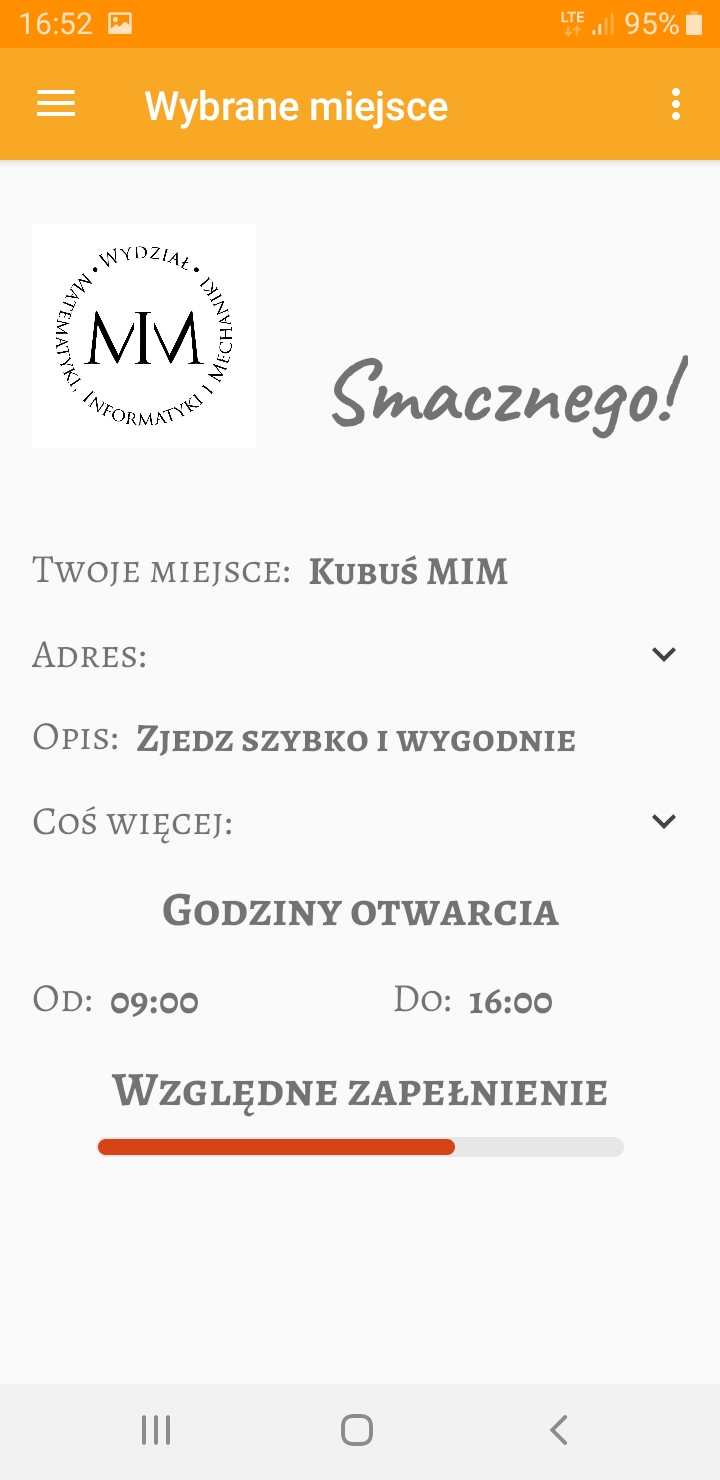 16:52 LTE 95%
Wybrane miejsce
• WYDZIAŁ •
MATEMATYKI, INFORMATYKI I MECHANIKI
MIM
Smacznego!
Twoje miejsce: Kubuś MIM
Adres:
Opis: Zjedz szybko i wygodnie
Coś więcej:
Godziny otwarcia
Od: 09:00 Do: 16:00
Względne zapełnienie